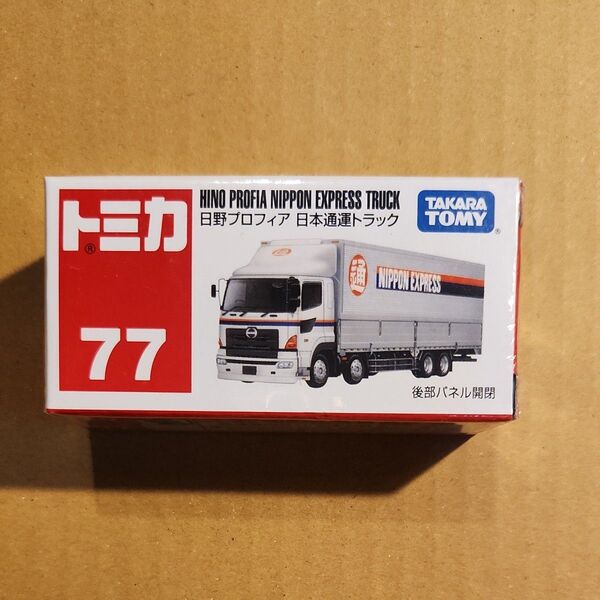 トミカ®
77
HINO PROFIA NIPPON EXPRESS TRUCK
日野プロフィア 日本通運トラック
TAKARA
TOMY®
通
NIPPON EXPRESS
後部パネル開閉